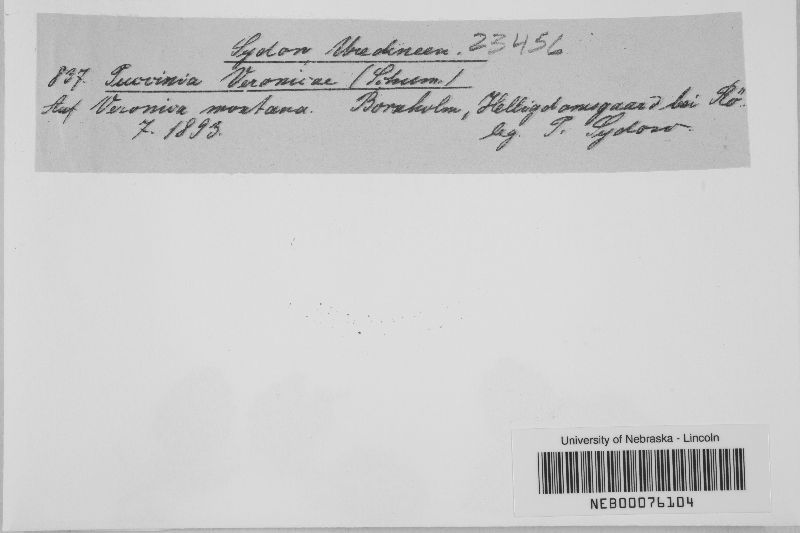 Sydow Uredineen. 23456
837. Puccinia Veronicae (Schum.)
Auf Veronica montana. Bornholm, Helligdomsgaard bei Rö.
7. 1893. leg. P. Sydow.
University of Nebraska - Lincoln
NEB00076104